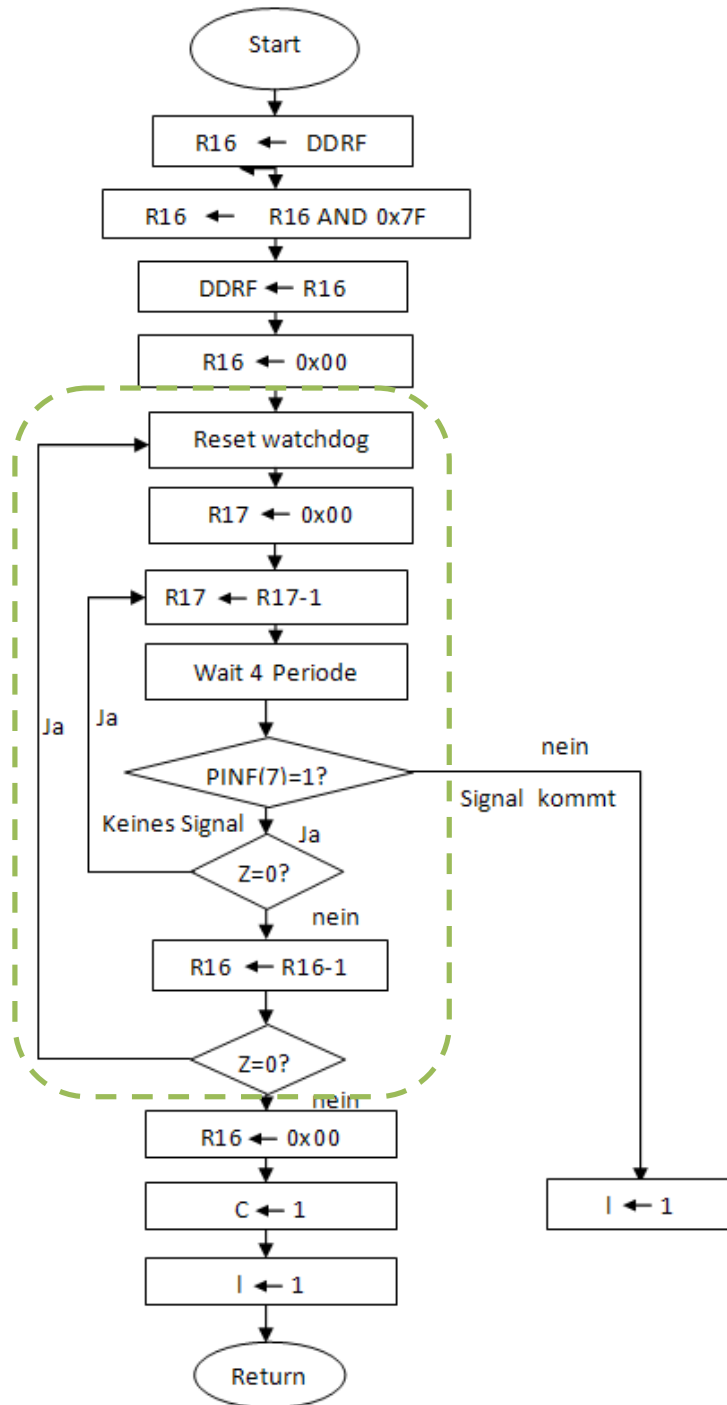 Start
R16 ← DDRF
R16 ← R16 AND 0x7F
DDRF ← R16
R16 ← 0x00
Reset watchdog
R17 ← 0x00
R17 ← R17-1
Wait 4 Periode
Ja
Ja
nein
PINF(7)=1?
Signal kommt
Keines Signal
Ja
Z=0?
nein
R16 ← R16-1
Z=0?
nein
R16 ← 0x00
C ← 1
I ← 1
I ← 1
Return